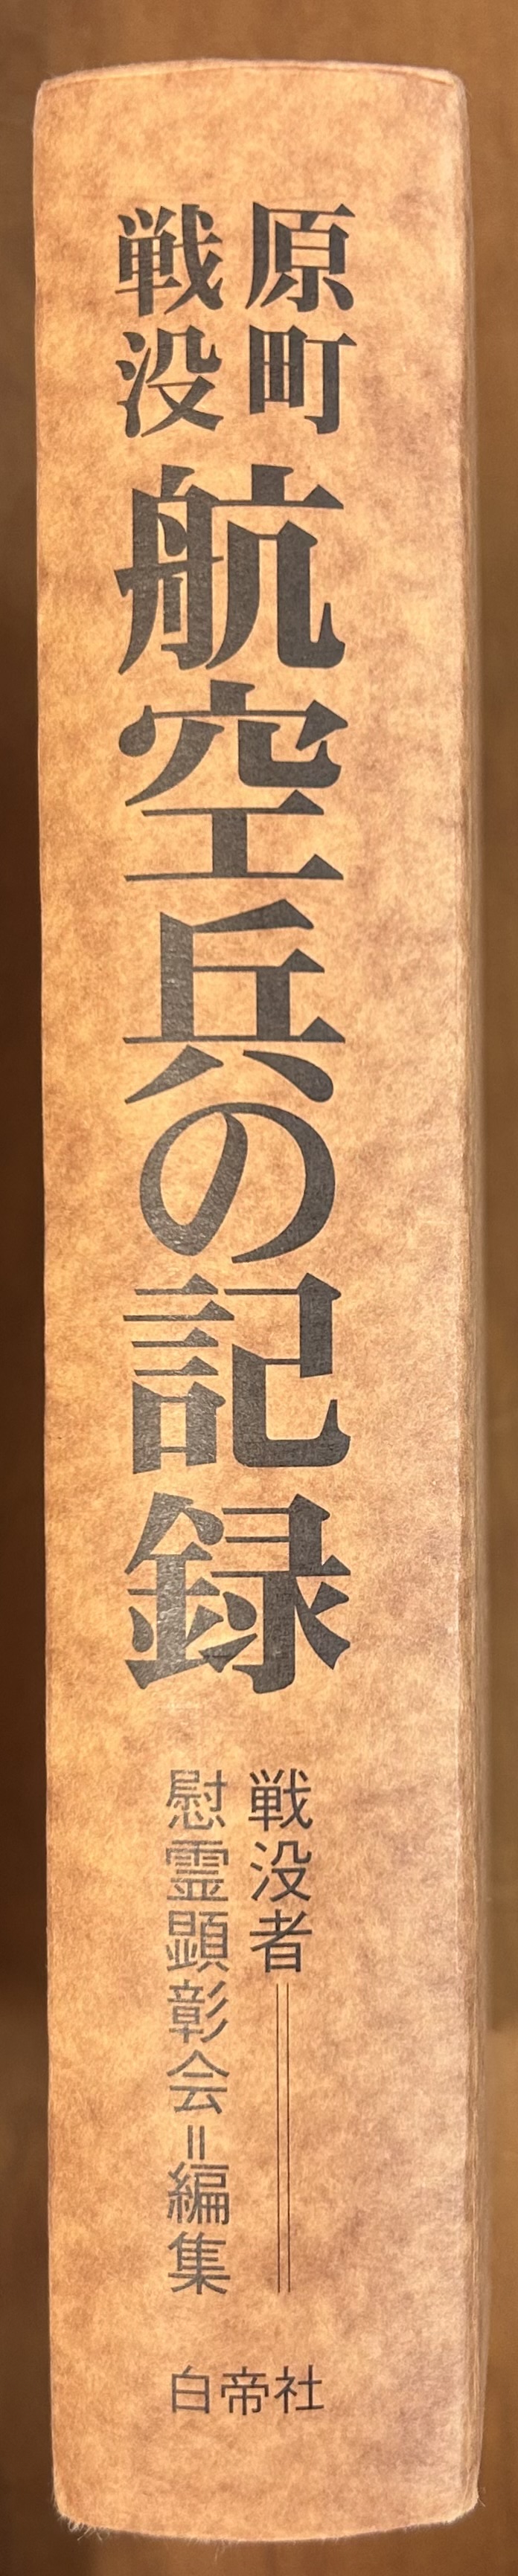 原町
戦没
航空兵の記録
戦没者
慰霊顕彰会=編集
白帝社